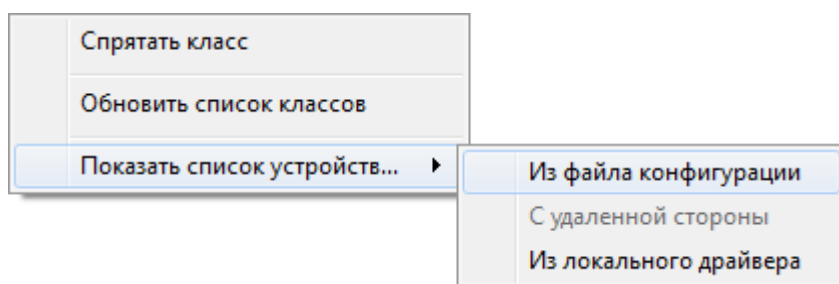 Спрятать класс
Обновить список классов
Показать список устройств...
Из файла конфигурации
С удаленной стороны
Из локального драйвера